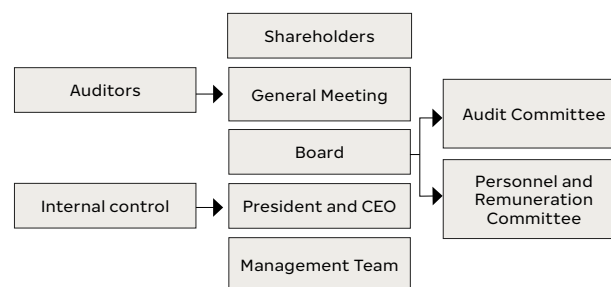 Shareholders
Auditors
General Meeting
Audit Committee
Board
Internal control
President and CEO
Personnel and
Remuneration
Committee
Management Team